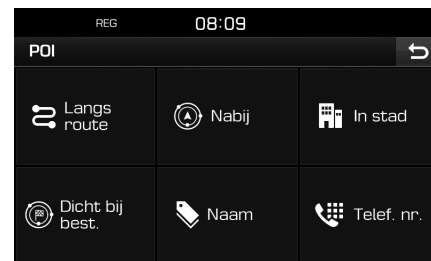 REG 08:09
POI
Langs
route
Nabij
In stad
Dicht bij
best.
Naam
Telef. nr.